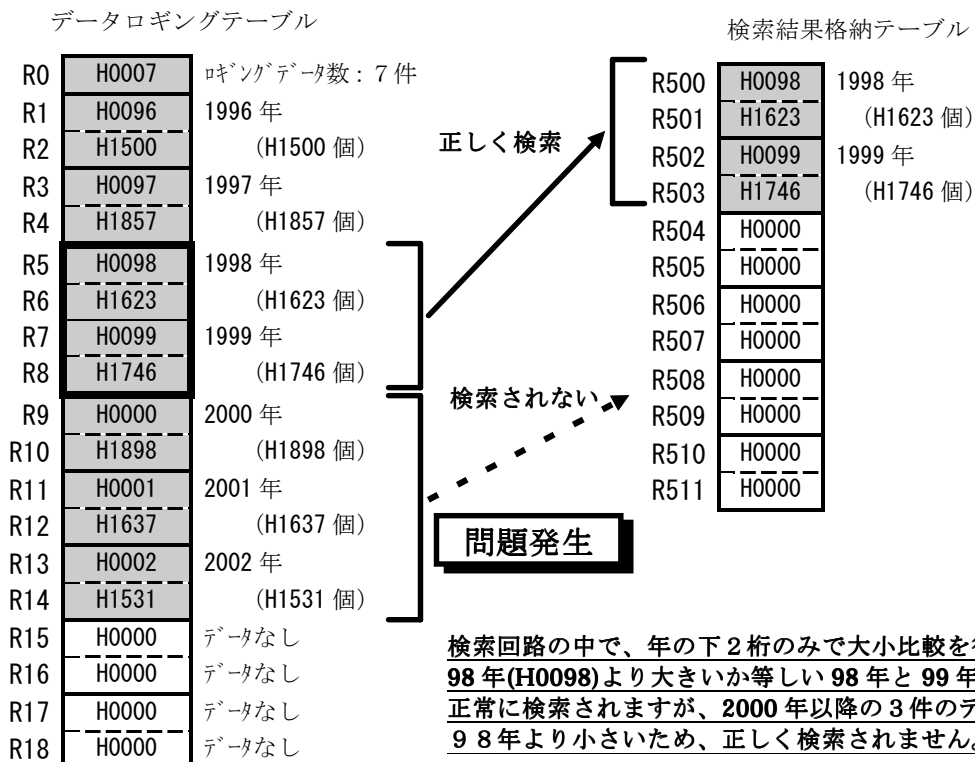 データロギングテーブル
R0 H0007 ﾛｷﾞﾝｸﾞﾃﾞｰﾀ数：７件
R1 H0096 1996年
R2 H1500 (H1500個)
R3 H0097 1997年
R4 H1857 (H1857個)
R5 H0098 1998年
R6 H1623 (H1623個)
R7 H0099 1999年
R8 H1746 (H1746個)
R9 H0000 2000年
R10 H1898 (H1898個)
R11 H0001 2001年
R12 H1637 (H1637個)
R13 H0002 2002年
R14 H1531 (H1531個)
R15 H0000 ﾃﾞｰﾀなし
R16 H0000 ﾃﾞｰﾀなし
R17 H0000 ﾃﾞｰﾀなし
R18 H0000 ﾃﾞｰﾀなし
正しく検索
検索されない
問題発生
検索結果格納テーブル
R500 H0098 1998年
R501 H1623 (H1623個)
R502 H0099 1999年
R503 H1746 (H1746個)
R504 H0000
R505 H0000
R506 H0000
R507 H0000
R508 H0000
R509 H0000
R510 H0000
R511 H0000
検索回路の中で、年の下２桁のみで大小比較を
98年(H0098)より大きいか等しい98年と99年
正常に検索されますが、2000年以降の３件の
９８年より小さいため、正しく検索されません。